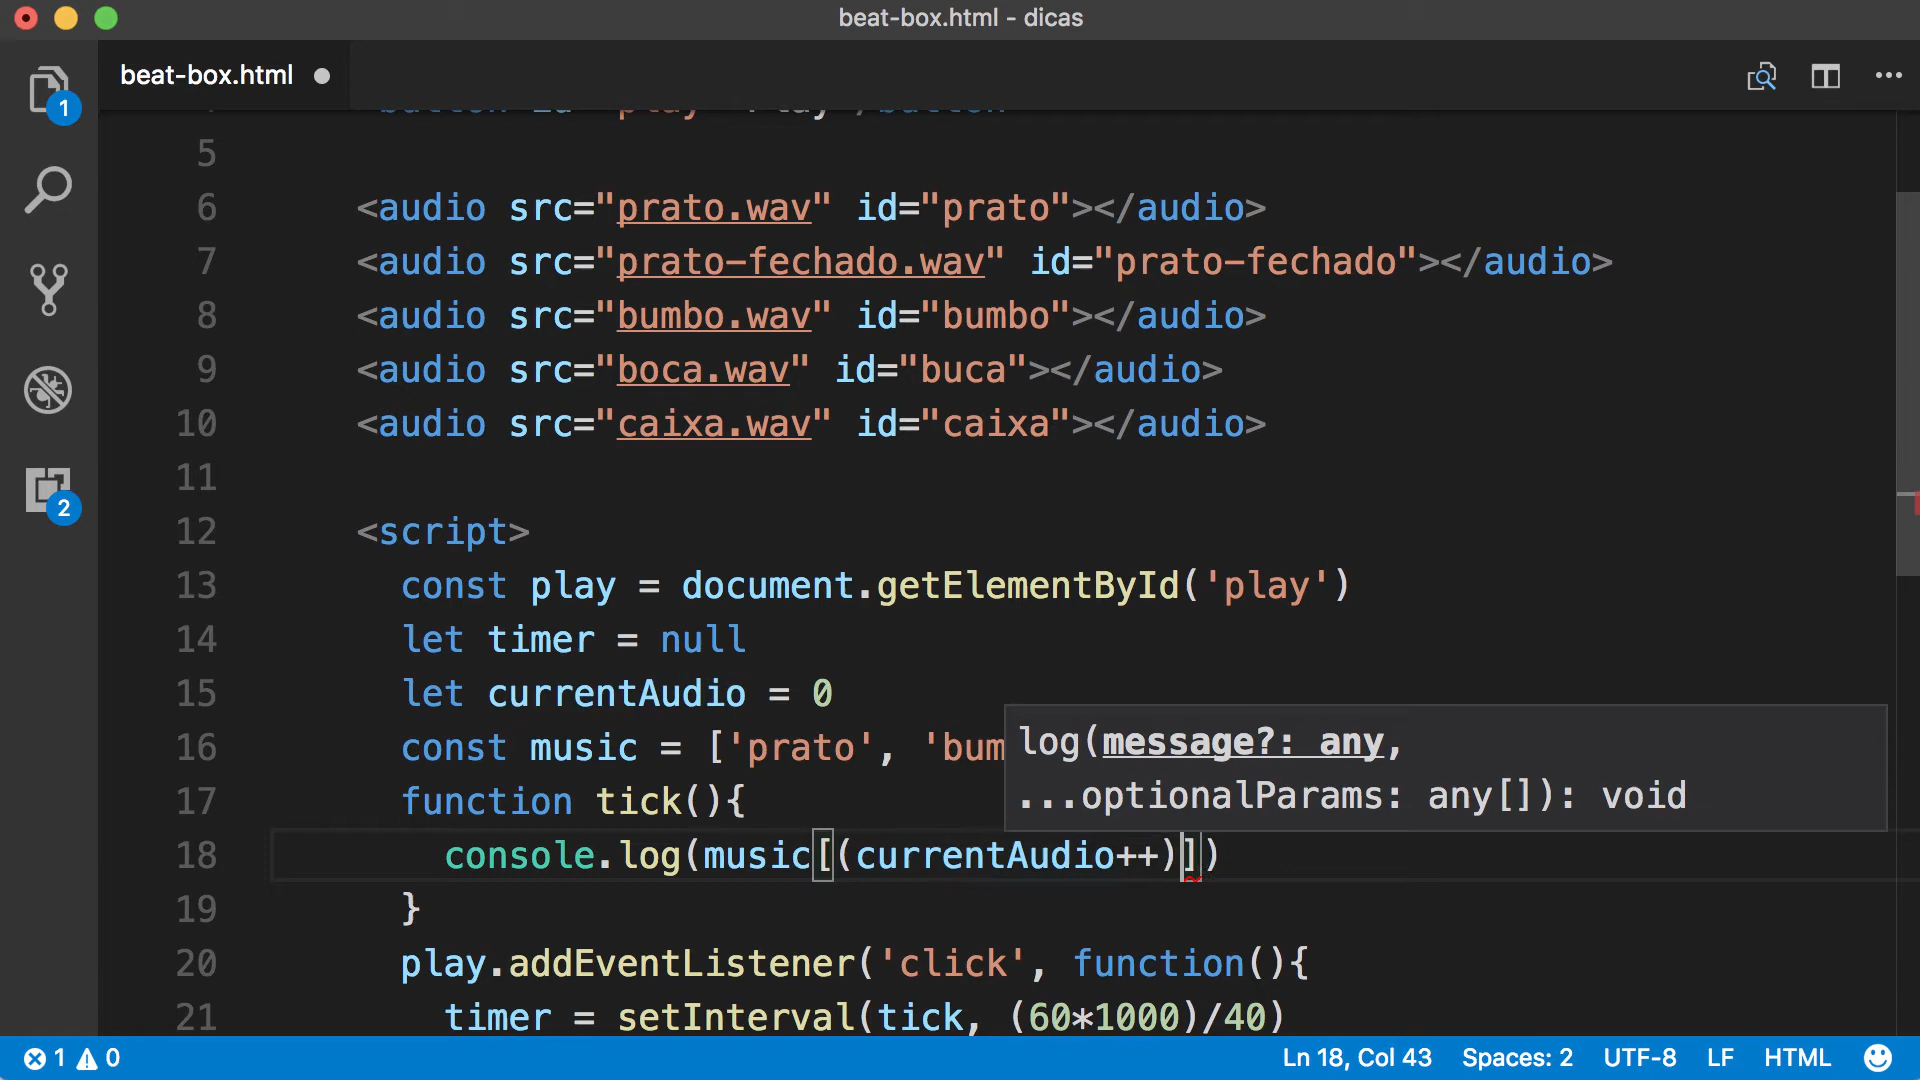 beat-box.html - dicas
beat-box.html
1
5
6 <audio src="prato.wav" id="prato"></audio>
7 <audio src="prato-fechado.wav" id="prato-fechado"></audio>
8 <audio src="bumbo.wav" id="bumbo"></audio>
9 <audio src="boca.wav" id="buca"></audio>
10 <audio src="caixa.wav" id="caixa"></audio>
2
11
12 <script>
13 const play = document.getElementById('play')
14 let timer = null
15 let currentAudio = 0
16 const music = ['prato', 'bum
log(message?: any,
...optionalParams: any[]): void
17 function tick(){
18 console.log(music[(currentAudio++)])
19 }
20 play.addEventListener('click', function(){
21 timer = setInterval(tick, (60*1000)/40)
1 0 Ln 18, Col 43 Spaces: 2 UTF-8 LF HTML